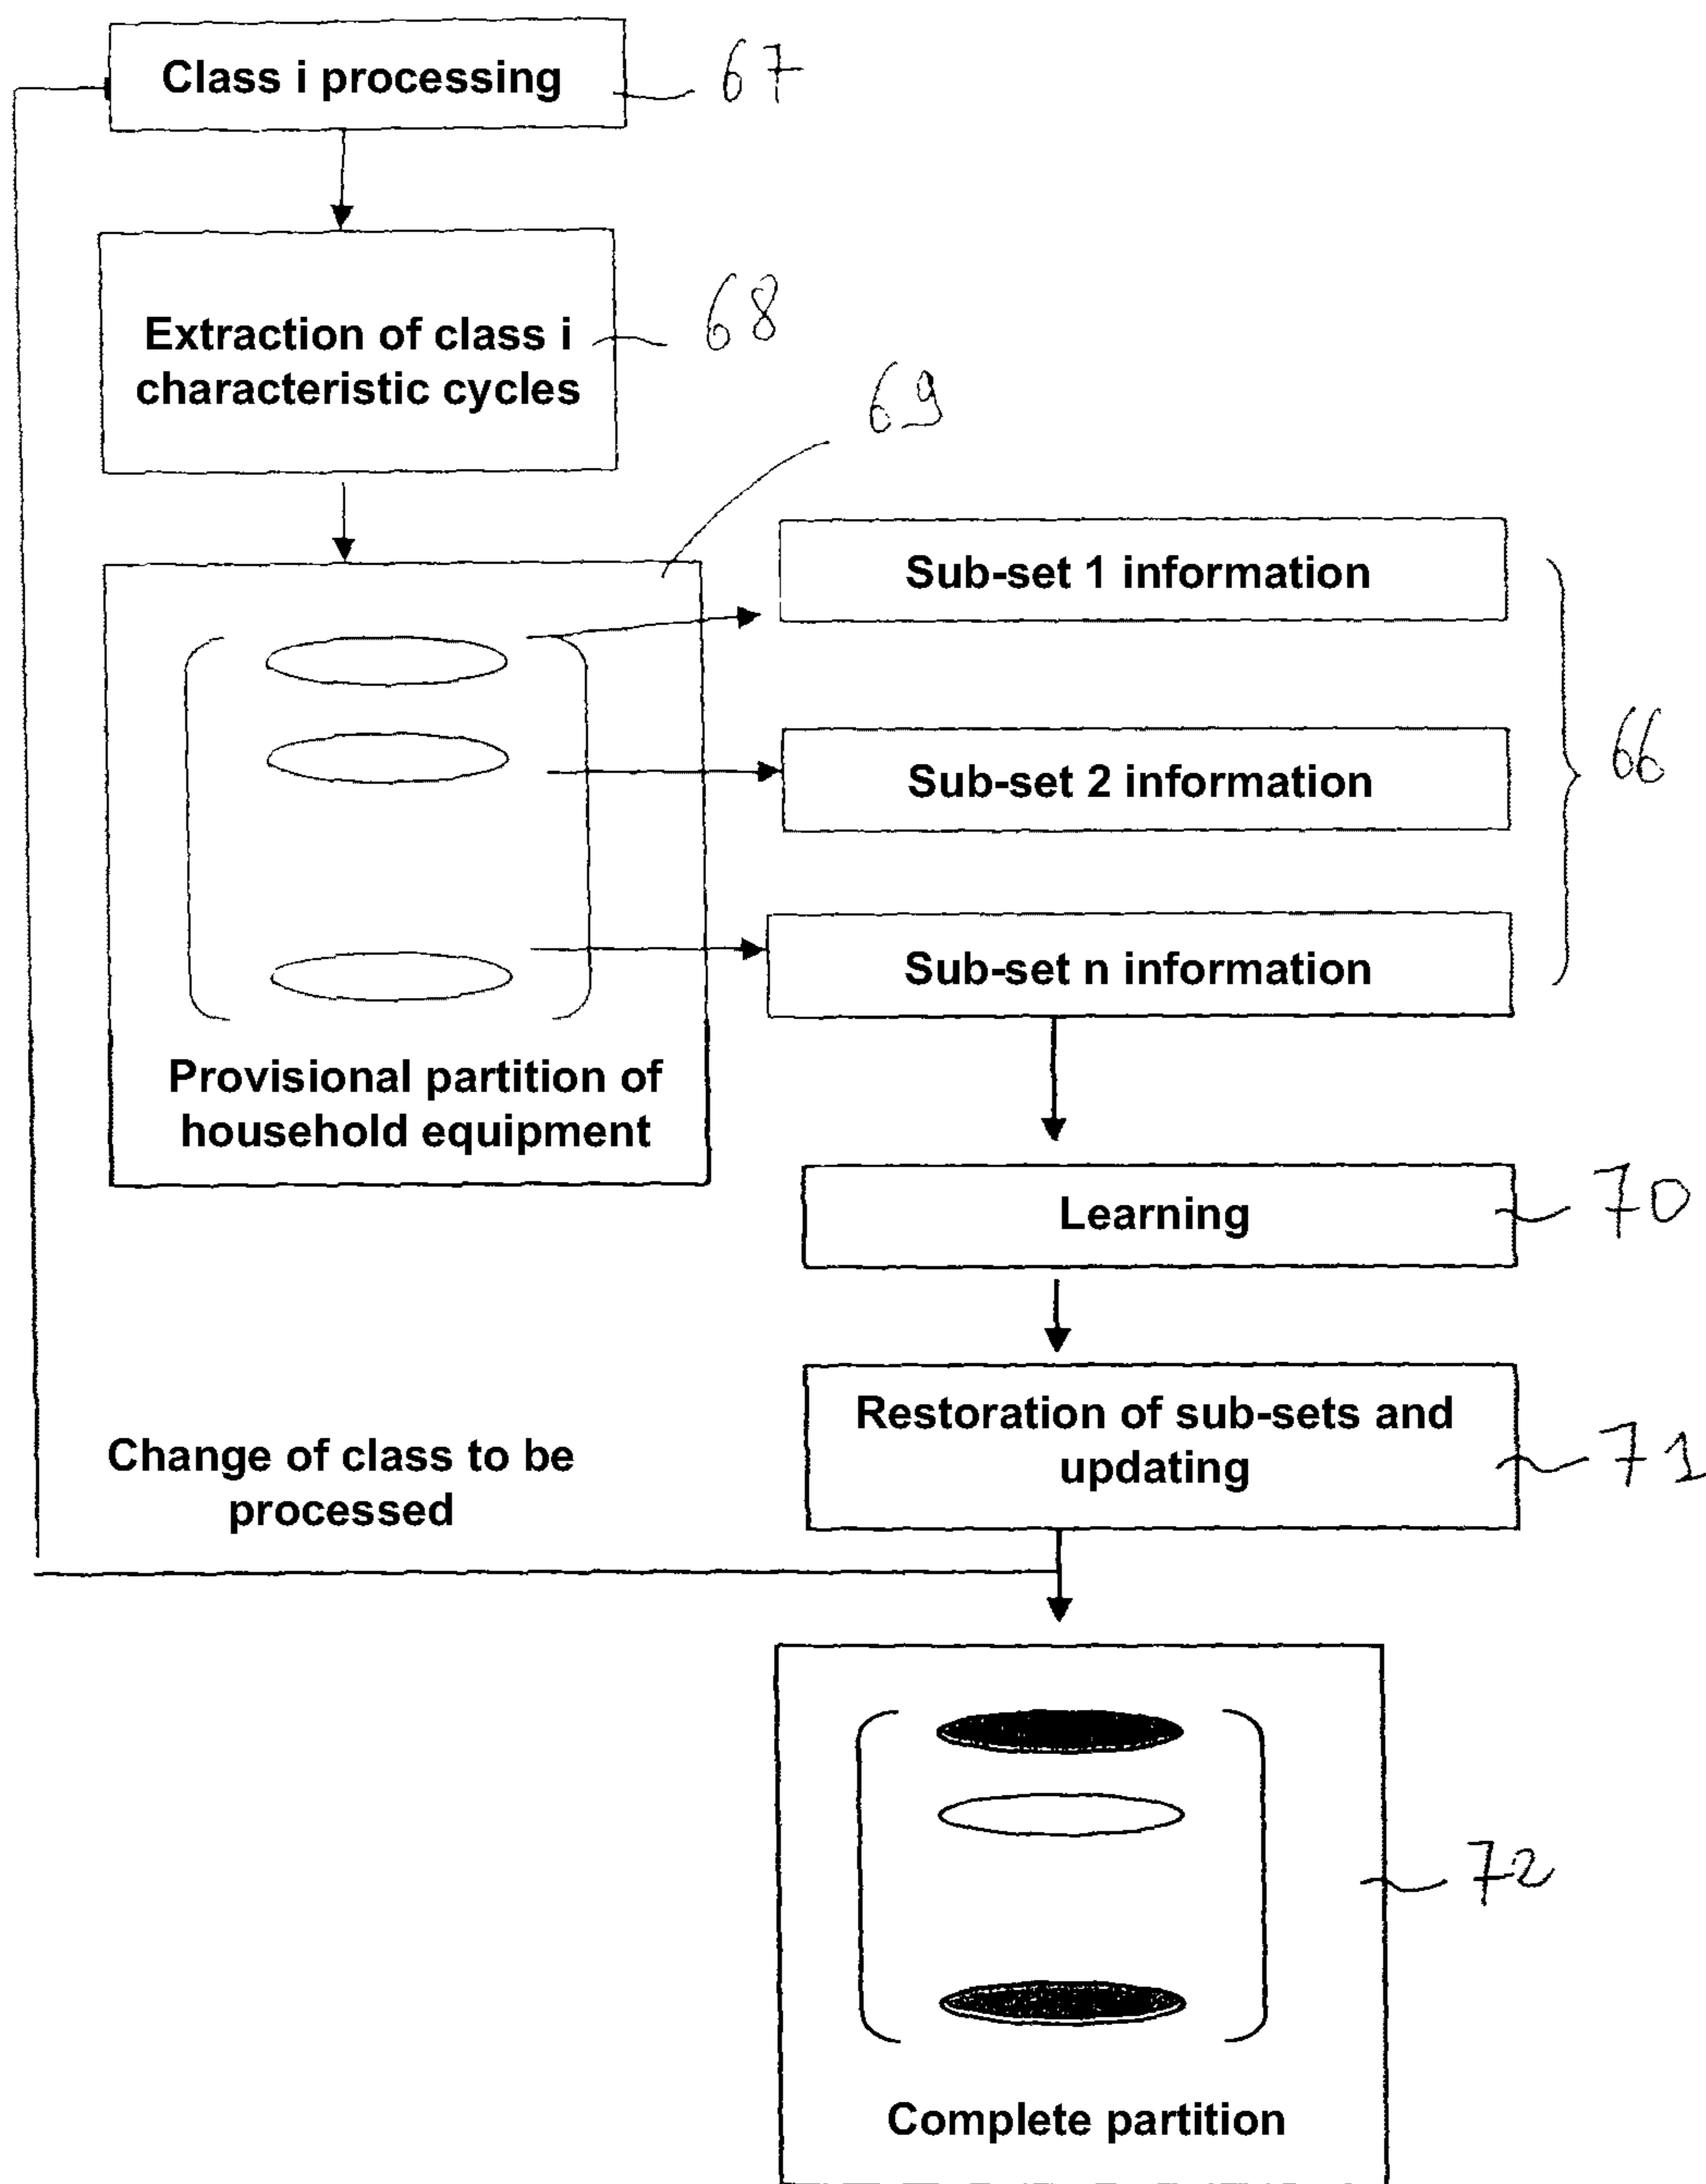 Class i processing
67
Extraction of class i
characteristic cycles
68
69
Sub-set 1 information
Sub-set 2 information
66
Sub-set n information
Provisional partition of
household equipment
Learning
70
Restoration of sub-sets and
updating
71
Change of class to be
processed
72
Complete partition